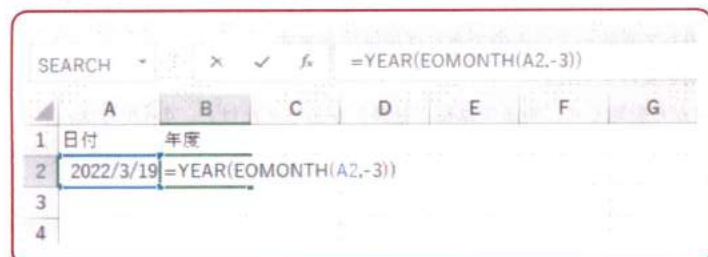 SEARCH fx =YEAR(EOMONTH(A2,-3))
A B C D E F G
1 日付 年度
2 2022/3/19 =YEAR(EOMONTH(A2,-3))
3
4